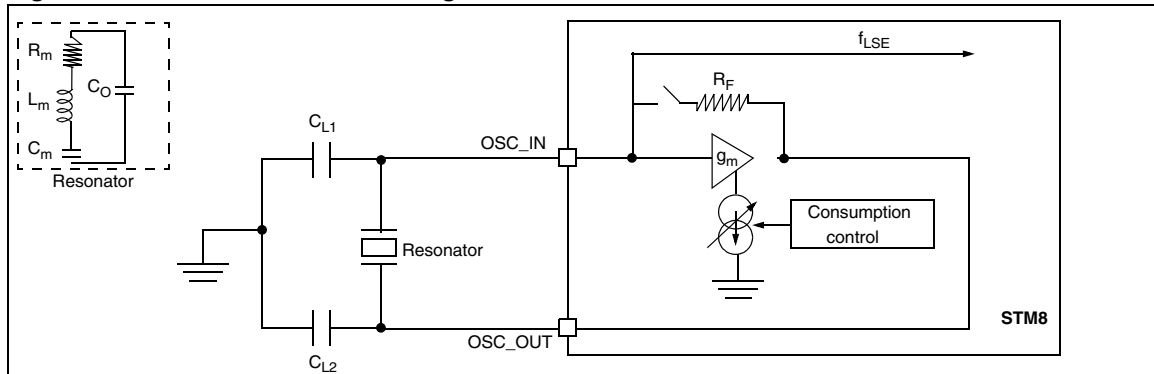 Rm
Lm
CO
Cm
Resonator
fLSE
RF
CL1
OSC_IN
gm
Consumption
control
Resonator
STM8
OSC_OUT
CL2